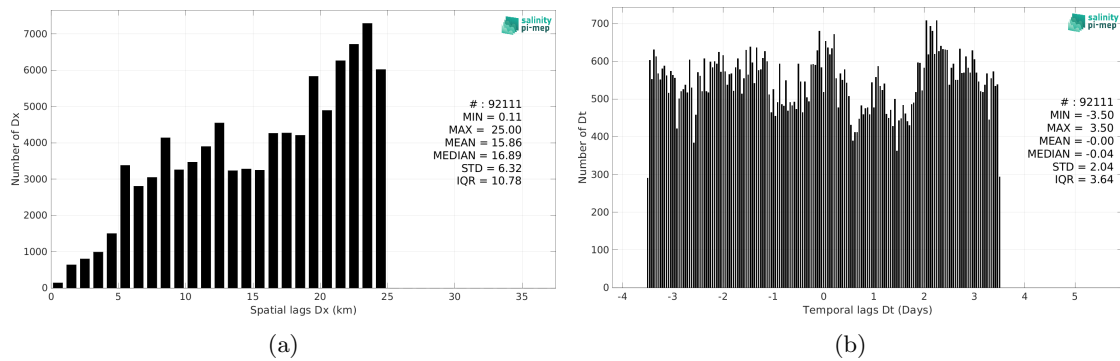 salinity
pi-mep
7000
6000
5000
4000
3000
2000
1000
0
Number of Dx
# : 92111
MIN = 0.11
MAX = 25.00
MEAN = 15.86
MEDIAN = 16.89
STD = 6.32
IQR = 10.78
0 5 10 15 20 25 30 35
Spatial lags Dx (km)
(a)
salinity
pi-mep
700
600
500
400
300
200
100
0
Number of Dt
# : 92111
MIN = -3.50
MAX = 3.50
MEAN = -0.00
MEDIAN = -0.04
STD = 2.04
IQR = 3.64
-4 -3 -2 -1 0 1 2 3 4 5
Temporal lags Dt (Days)
(b)